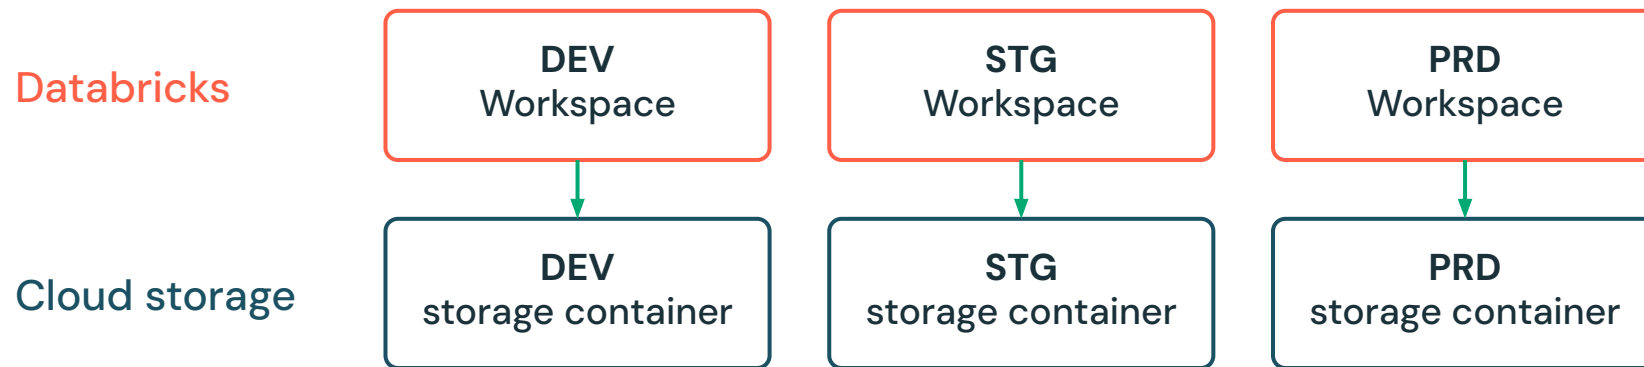 Databricks
DEV
Workspace
STG
Workspace
PRD
Workspace
Cloud storage
DEV
storage container
STG
storage container
PRD
storage container